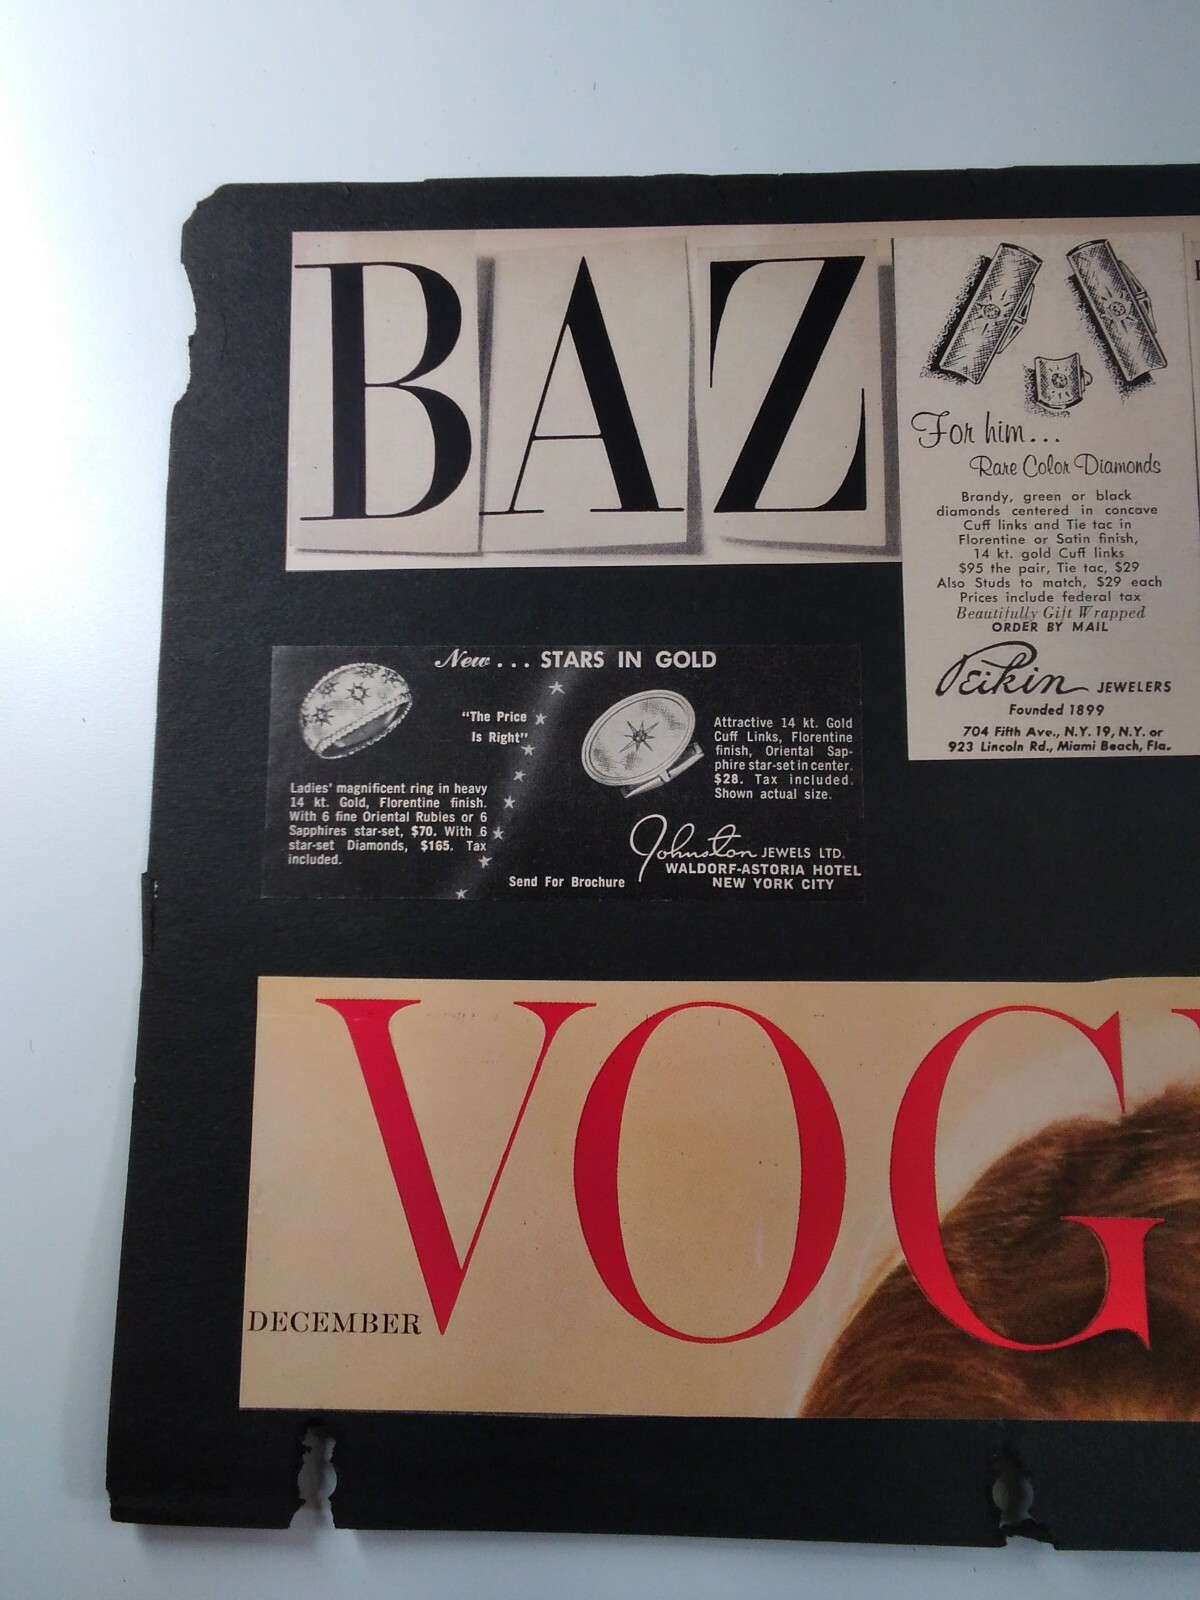 BAZ
For him...
Rare Color Diamonds
Brandy, green or black
diamonds centered in concave
Cuff links and Tie tac in
Florentine or Satin finish,
14 kt. gold Cuff links
$95 the pair, Tie tac, $29
Also Studs to match, $29 each
Prices include federal tax
Beautifully Gift Wrapped
ORDER BY MAIL
Peikin JEWELERS
Founded 1899
704 Fifth Ave., N.Y. 19, N.Y. or
923 Lincoln Rd., Miami Beach, Fla.
New... STARS IN GOLD
"The Price
Is Right"
Ladies' magnificent ring in heavy
14 kt. Gold, Florentine finish.
With 6 fine Oriental Rubies or 6
Sapphires star-set, $70. With 6
star-set Diamonds, $165. Tax
included.
Attractive 14 kt. Gold
Cuff Links, Florentine
finish, Oriental Sap-
phire star-set in center.
$28. Tax included.
Shown actual size.
Johnston JEWELS LTD.
WALDORF-ASTORIA HOTEL
NEW YORK CITY
Send For Brochure
VOG
DECEMBER